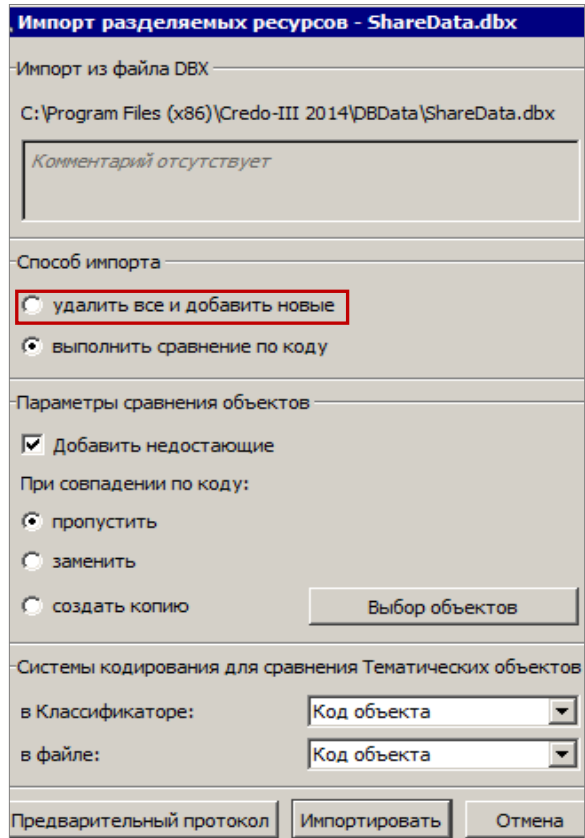 Импорт разделяемых ресурсов - ShareData.dbx
Импорт из файла DBX
C:\Program Files (x86)\Credo-III 2014\DBData\ShareData.dbx
Комментарий отсутствует
Способ импорта
удалить все и добавить новые
выполнить сравнение по коду
Параметры сравнения объектов
Добавить недостающие
При совпадении по коду:
пропустить
заменить
создать копию Выбор объектов
Системы кодирования для сравнения Тематических объектов
в Классификаторе: Код объекта
в файле: Код объекта
Предварительный протокол Импортировать Отмена